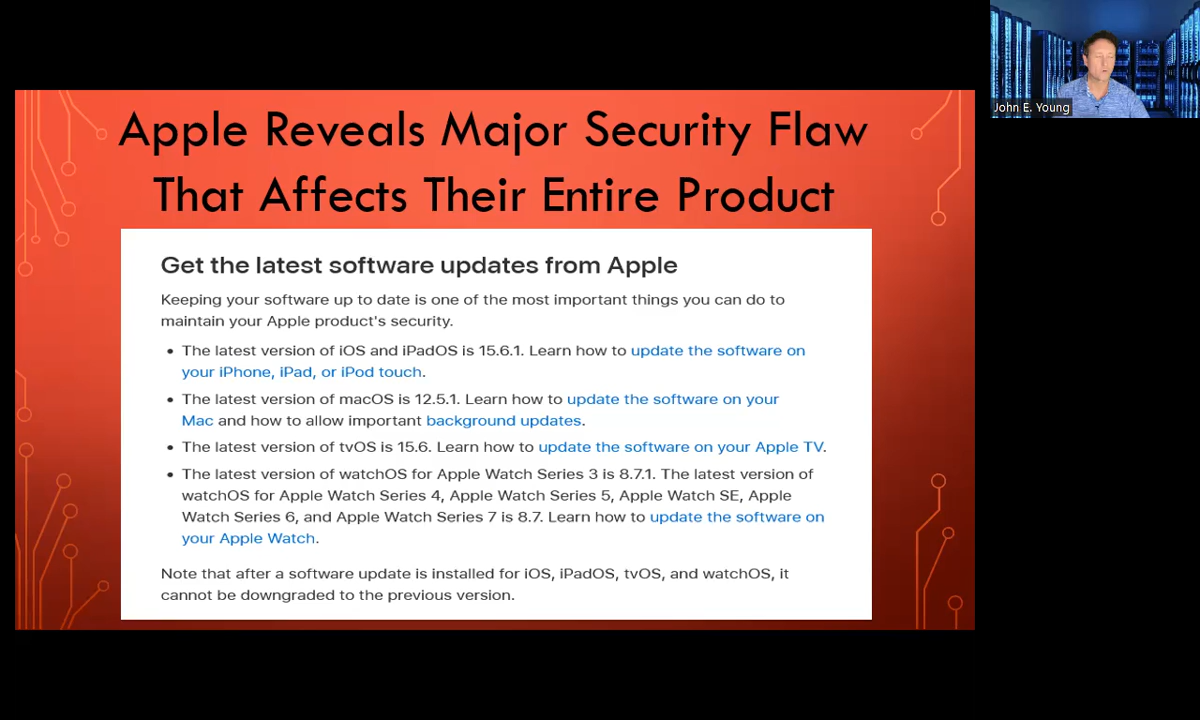 Apple Reveals Major Security Flaw
That Affects Their Entire Product
Get the latest software updates from Apple
Keeping your software up to date is one of the most important things you can do to
maintain your Apple product's security.
• The latest version of iOS and iPadOS is 15.6.1. Learn how to update the software on
your iPhone, iPad, or iPod touch.
• The latest version of macOS is 12.5.1. Learn how to update the software on your
Mac and how to allow important background updates.
• The latest version of tvOS is 15.6. Learn how to update the software on your Apple TV.
• The latest version of watchOS for Apple Watch Series 3 is 8.7.1. The latest version of
watchOS for Apple Watch Series 4, Apple Watch Series 5, Apple Watch SE, Apple
Watch Series 6, and Apple Watch Series 7 is 8.7. Learn how to update the software on
your Apple Watch.
Note that after a software update is installed for iOS, iPadOS, tvOS, and watchOS, it
cannot be downgraded to the previous version.
John E. Young